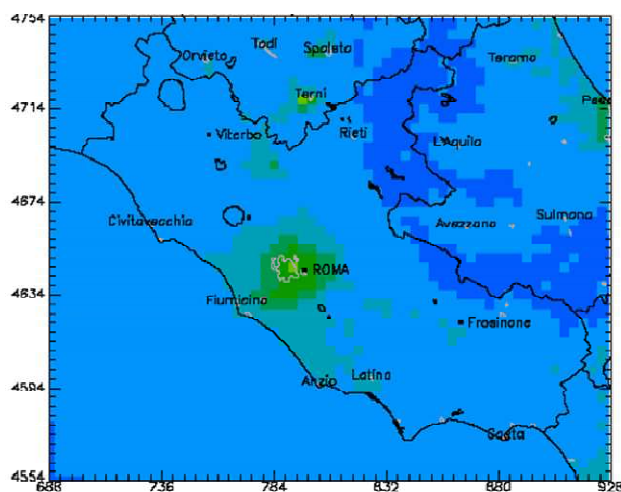 4754
Orvieto Todi Spoleto Teramo
4714
Terni
Viterbo Rieti
L'Aquila
4674
Civitavecchia Avezzano Sulmona
ROMA
4634
Fiumicino
Frosinone
4594
Anzio Latina
Gaeta
4554
688 736 784 832 880 928